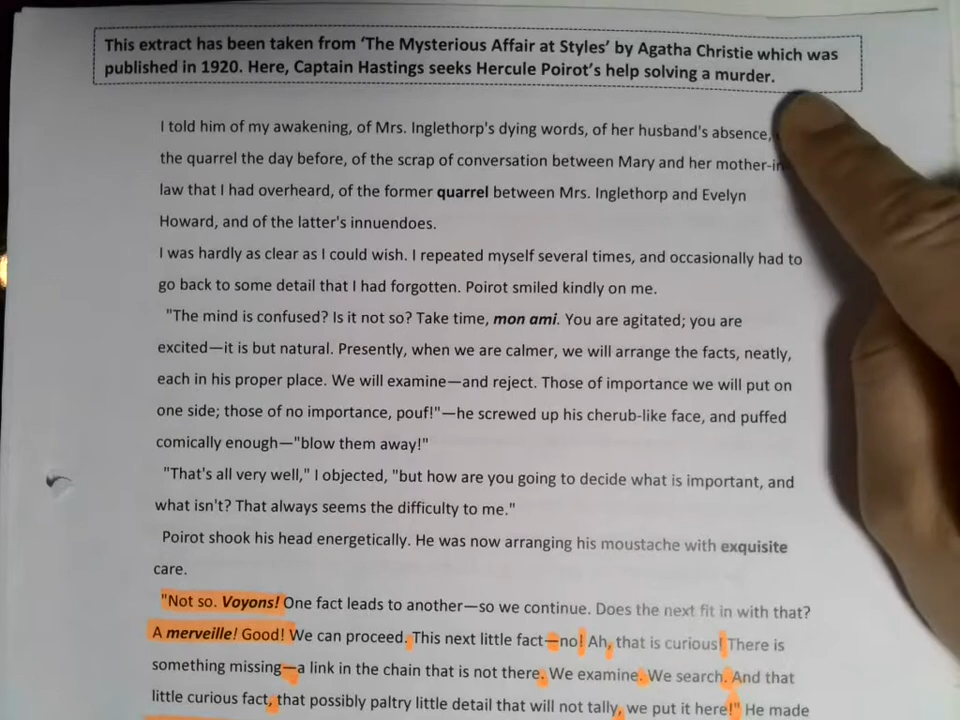 This extract has been taken from ‘The Mysterious Affair at Styles’ by Agatha Christie which was
published in 1920. Here, Captain Hastings seeks Hercule Poirot’s help solving a murder.
I told him of my awakening, of Mrs. Inglethorp's dying words, of her husband's absence,
the quarrel the day before, of the scrap of conversation between Mary and her mother-in-
law that I had overheard, of the former quarrel between Mrs. Inglethorp and Evelyn
Howard, and of the latter's innuendoes.
I was hardly as clear as I could wish. I repeated myself several times, and occasionally had to
go back to some detail that I had forgotten. Poirot smiled kindly on me.
"The mind is confused? Is it not so? Take time, mon ami. You are agitated; you are
excited—it is but natural. Presently, when we are calmer, we will arrange the facts, neatly,
each in his proper place. We will examine—and reject. Those of importance we will put on
one side; those of no importance, pouf!"—he screwed up his cherub-like face, and puffed
comically enough—"blow them away!"
"That's all very well," I objected, "but how are you going to decide what is important, and
what isn't? That always seems the difficulty to me."
Poirot shook his head energetically. He was now arranging his moustache with exquisite
care.
"Not so. Voyons! One fact leads to another—so we continue. Does the next fit in with that?
A merveille! Good! We can proceed. This next little fact—no! Ah, that is curious! There is
something missing—a link in the chain that is not there. We examine. We search. And that
little curious fact, that possibly paltry little detail that will not tally, we put it here!" He made